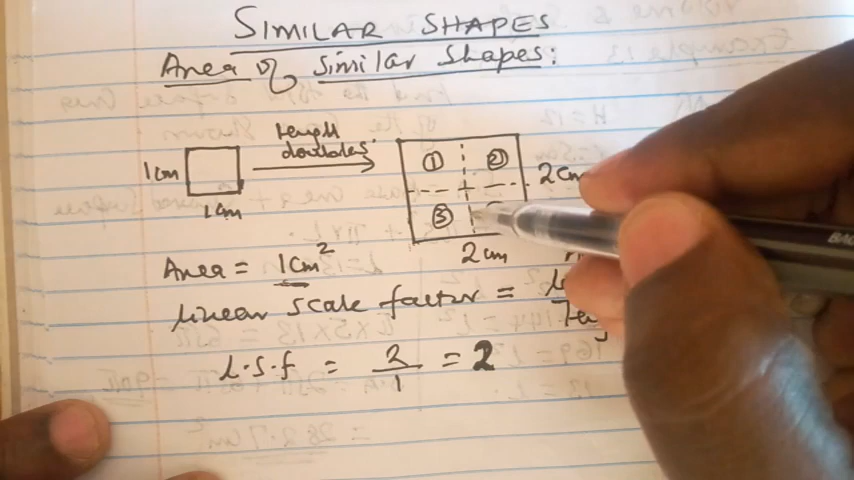 SIMILAR SHAPES
Area of Similar Shapes:
length
doubles
1cm
1cm
1 2
3
2cm
2cm
Area = 1cm²
Linear scale factor =
L.S.f = 2/1 = 2